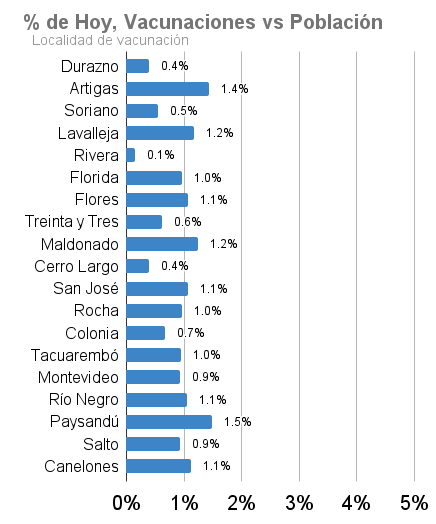 % de Hoy, Vacunaciones vs Población
Localidad de vacunación
Durazno 0.4%
Artigas 1.4%
Soriano 0.5%
Lavalleja 1.2%
Rivera 0.1%
Florida 1.0%
Flores 1.1%
Treinta y Tres 0.6%
Maldonado 1.2%
Cerro Largo 0.4%
San José 1.1%
Rocha 1.0%
Colonia 0.7%
Tacuarembó 1.0%
Montevideo 0.9%
Río Negro 1.1%
Paysandú 1.5%
Salto 0.9%
Canelones 1.1%
0% 1% 2% 3% 4% 5%